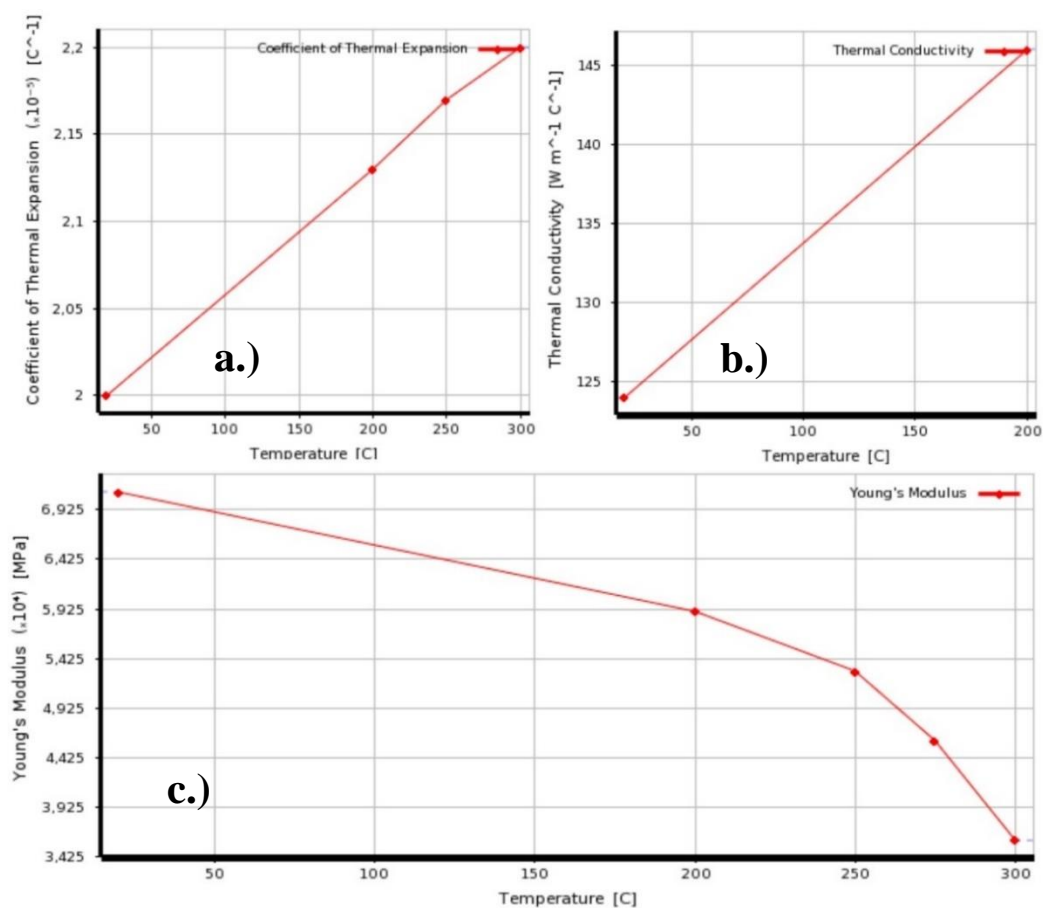 Coefficient of Thermal Expansion (ₓ10⁻⁵) [C^-1]
Coefficient of Thermal Expansion
2,2
2,15
2,1
2,05
2
50 100 150 200 250 300
Temperature [C]
a.)
Thermal Conductivity [W m^-1 C^-1]
Thermal Conductivity
145
140
135
130
125
50 100 150 200
Temperature [C]
b.)
Young's Modulus (ₓ10⁴) [MPa]
Young's Modulus
6,925
6,425
5,925
5,425
4,925
4,425
3,925
3,425
50 100 150 200 250 300
Temperature [C]
c.)